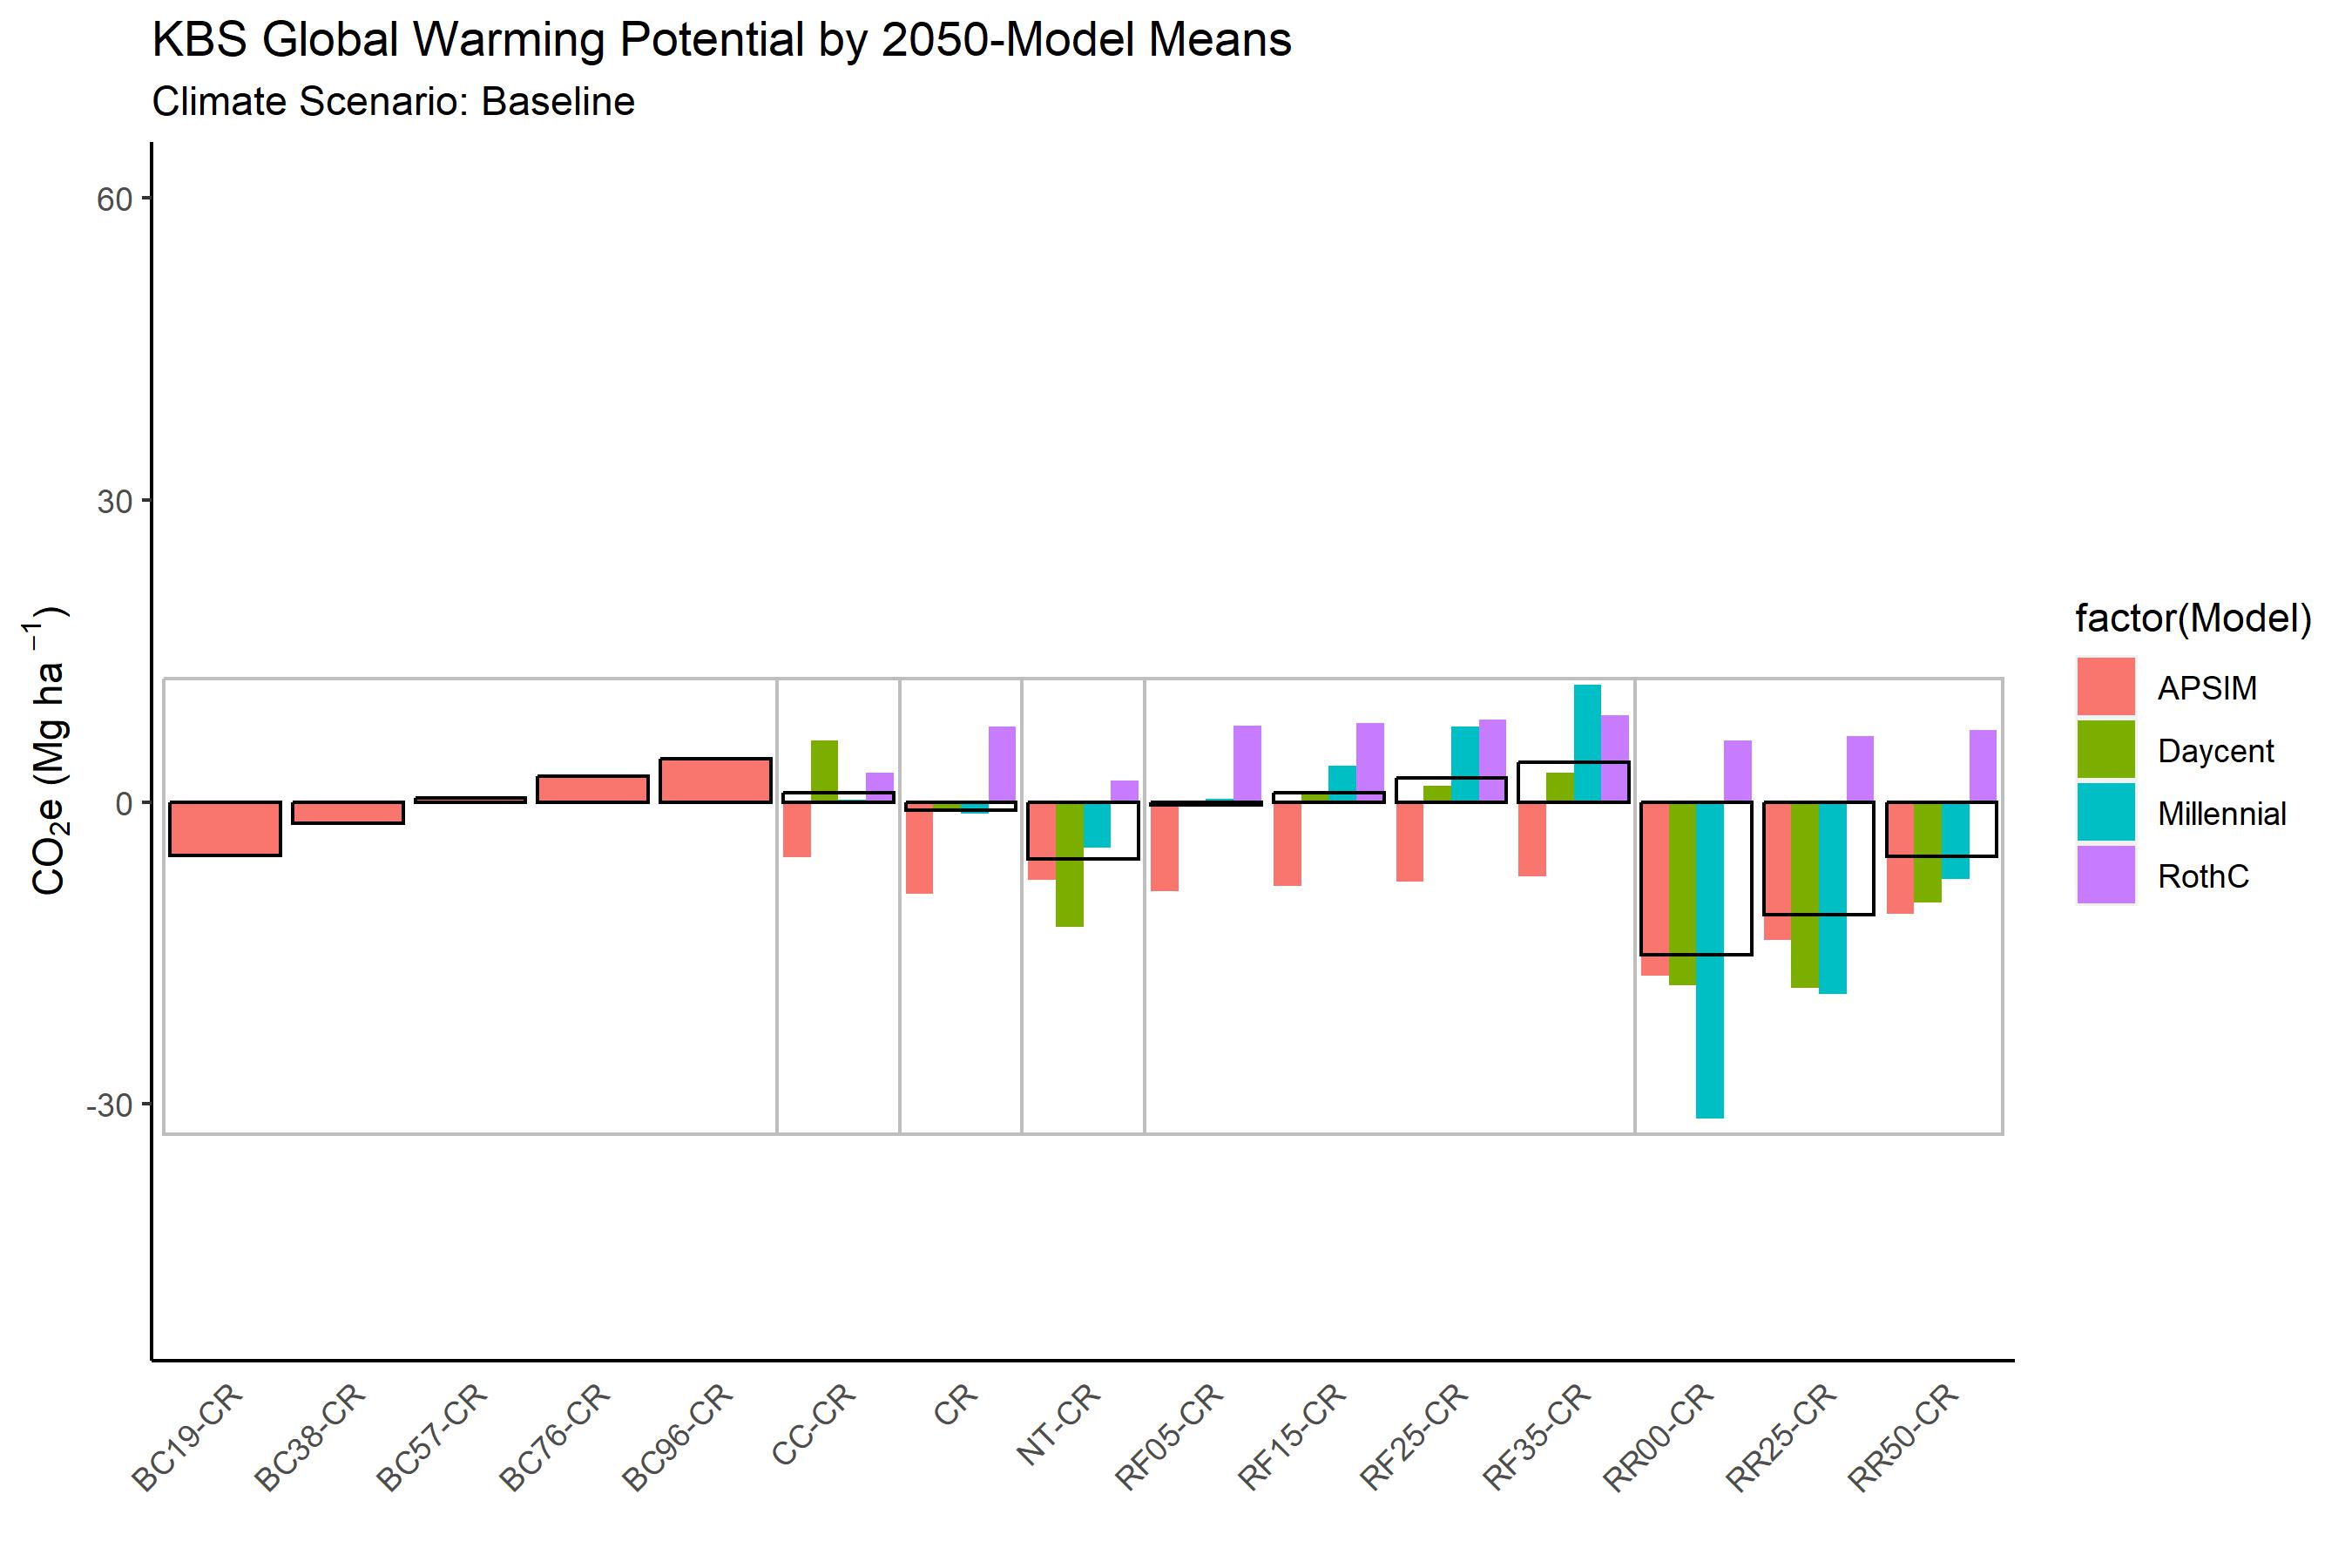 KBS Global Warming Potential by 2050-Model Means
Climate Scenario: Baseline
CO₂e (Mg ha ⁻¹)
60
30
0
-30
BC19-CR
BC38-CR
BC57-CR
BC76-CR
BC96-CR
CC-CR
CR
NT-CR
RF05-CR
RF15-CR
RF25-CR
RF35-CR
RR00-CR
RR25-CR
RR50-CR
factor(Model)
APSIM
Daycent
Millennial
RothC